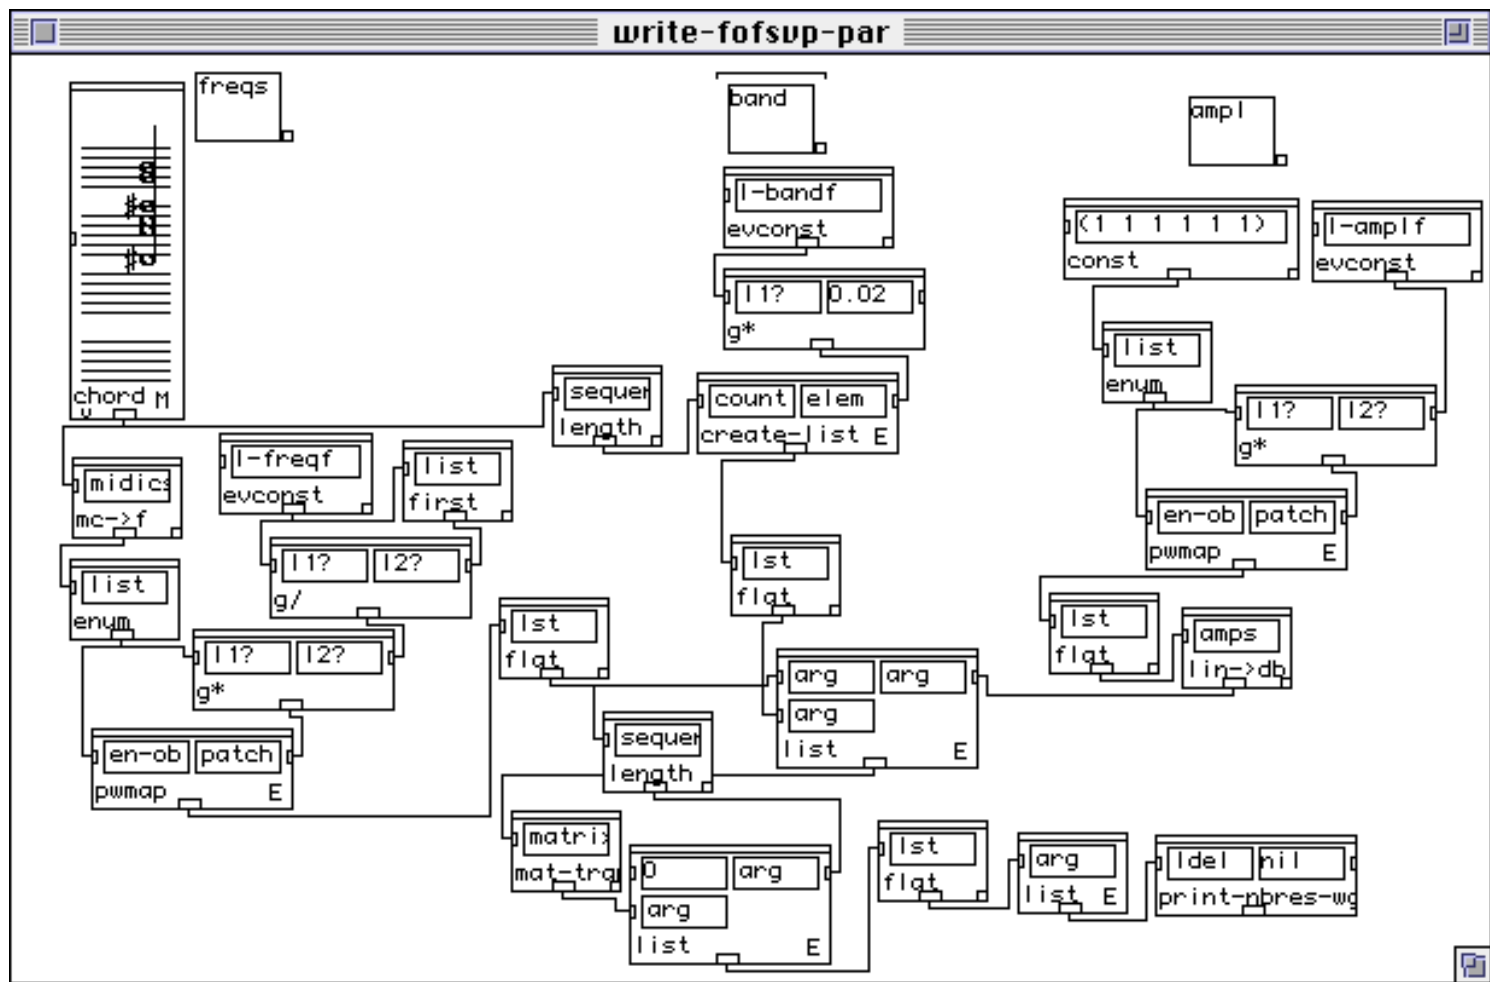 write-fofsvp-par
freqs
band
ampl
l-bandf
evconst
(1 1 1 1 1 1)
const
l-amplf
evconst
l1? 0.02
g*
list
enum
chord M
sequen
length
count elem
create-list E
l1? l2?
g*
l-freqf
evconst
list
first
midics
mc->f
en-ob patch
pwmap E
l1? l2?
g/
lst
flat
list
enum
lst
flat
lst
flat
amps
lin->db
l1? l2?
g*
arg arg
arg
list E
sequen
length
en-ob patch
pwmap E
matrix
mat-tra
0 arg
arg
list E
lst
flat
arg
list E
ldel nil
print-nbres-wo